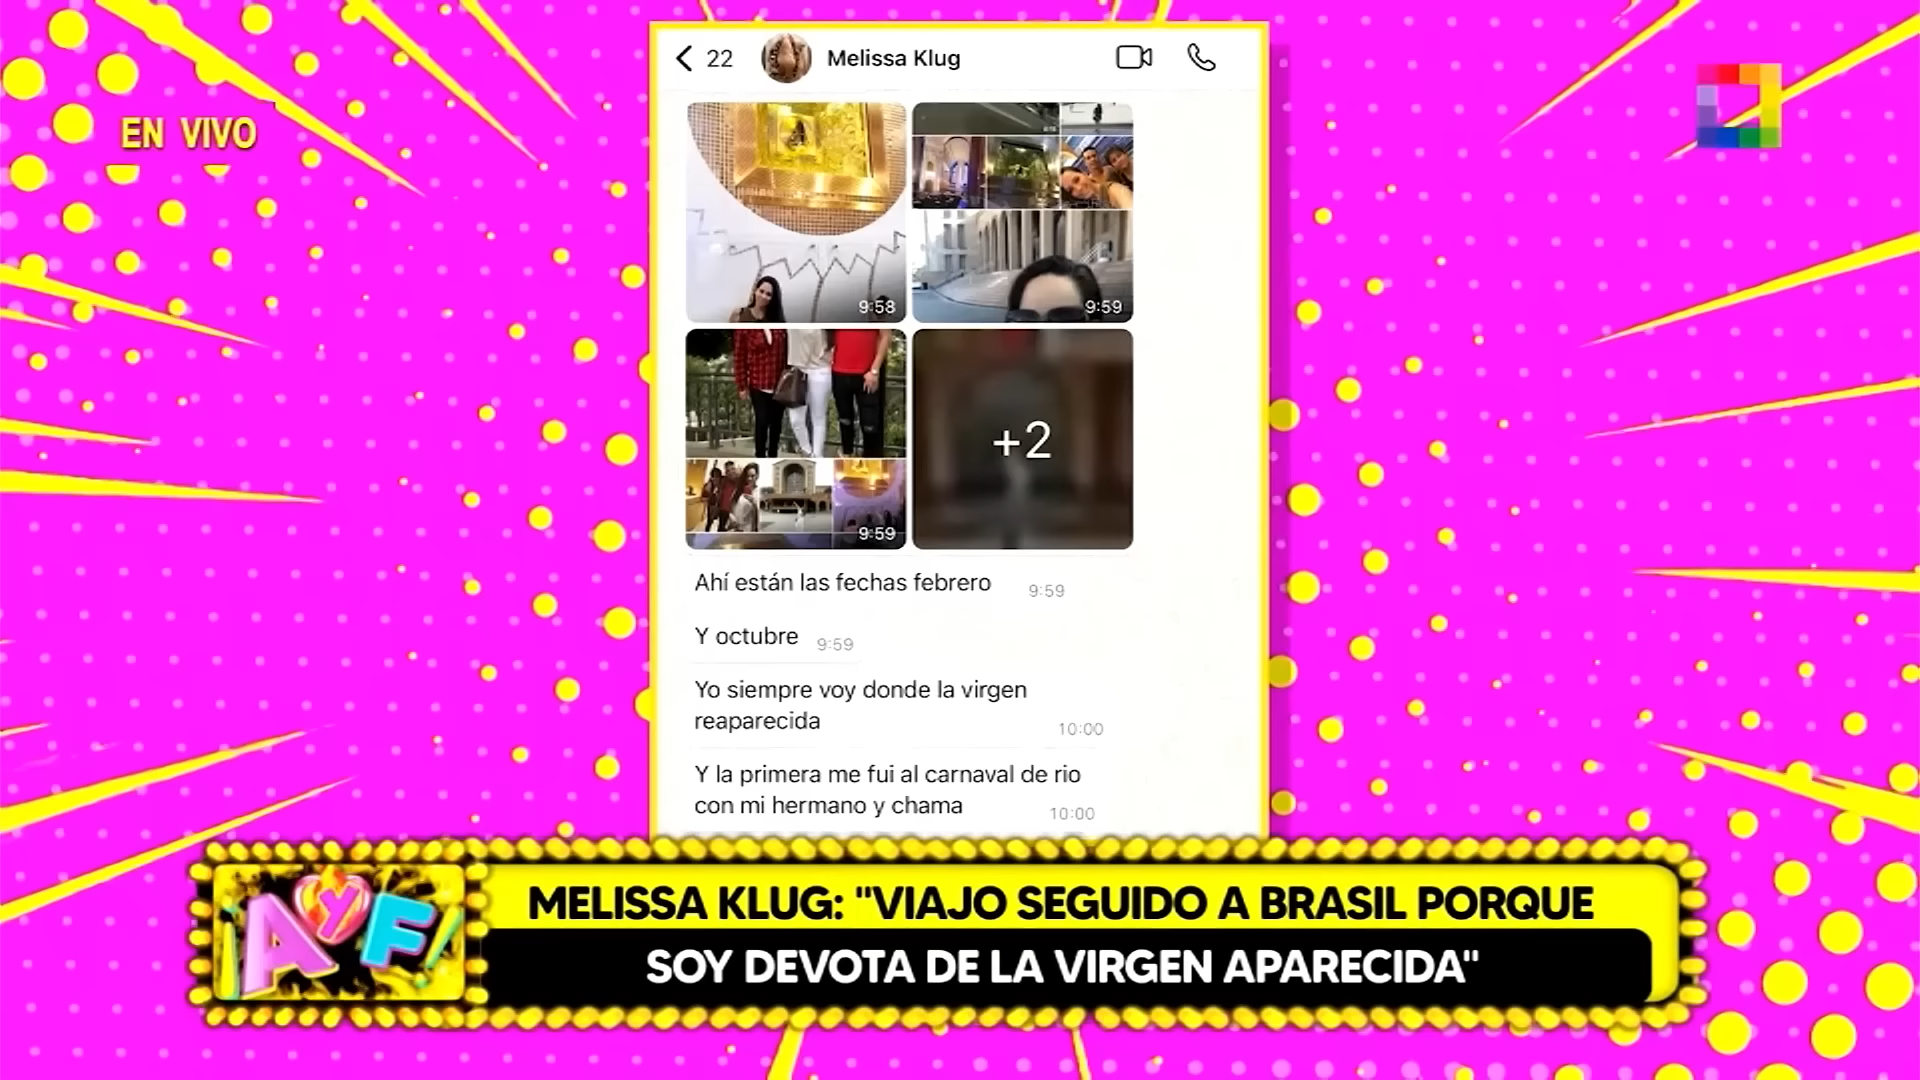 22
Melissa Klug
EN VIVO
9:58
9:59
9:59
+2
Ahí están las fechas febrero 9:59
Y octubre 9:59
Yo siempre voy donde la virgen
reaparecida 10:00
Y la primera me fui al carnaval de rio
con mi hermano y chama 10:00
AYF
MELISSA KLUG: "VIAJO SEGUIDO A BRASIL PORQUE
SOY DEVOTA DE LA VIRGEN APARECIDA"